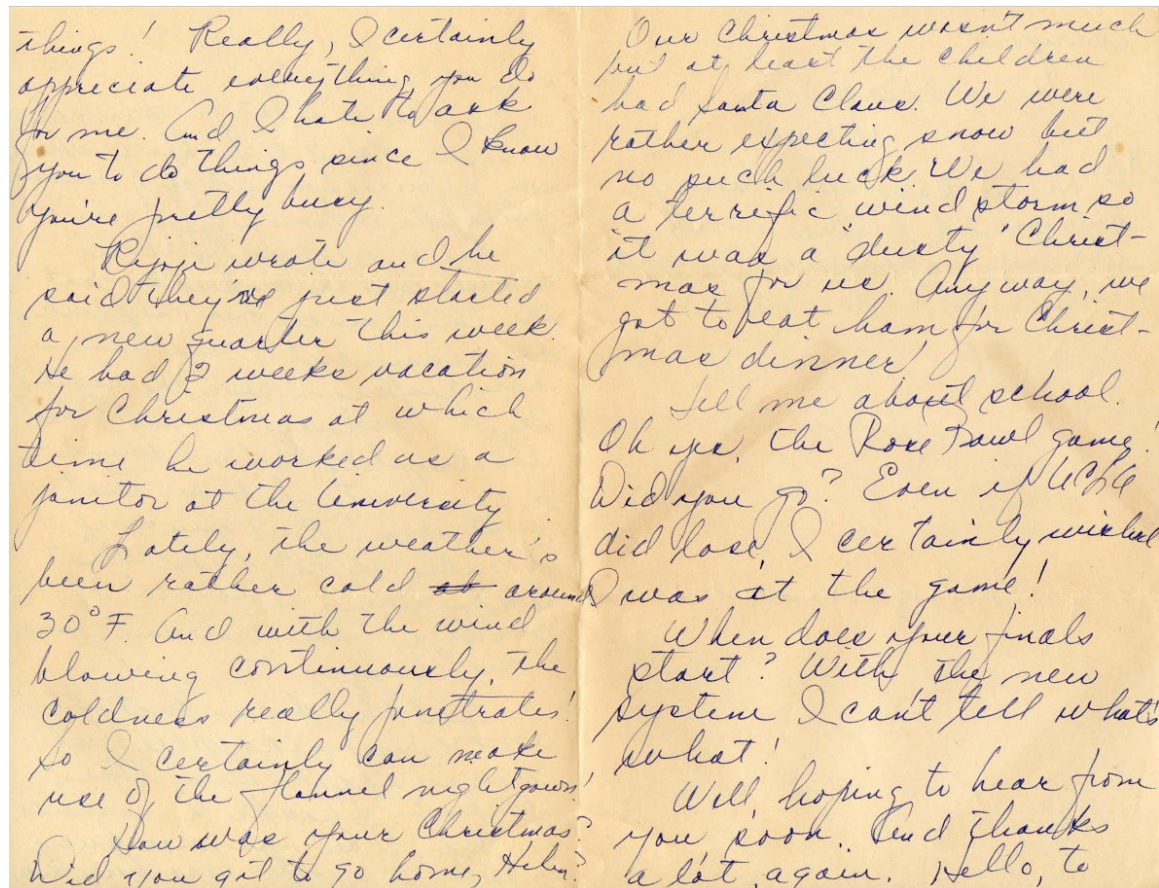 things! Really, I certainly
appreciate everything you do
for me. And I hate to ask
you to do things since I know
you're pretty busy.
Ryoji wrote and he
said they've just started
a new quarter this week.
He had 2 weeks vacation
for Christmas at which
time he worked as a
janitor at the University
Lately, the weather's
been rather cold at around
30° F. And with the wind
blowing continuously, the
coldness really penetrates!
so I certainly can make
use of the flannel nightgown!
How was your Christmas?
Did you get to go home, Helen?
Our Christmas wasn't much
but at least the children
had Santa Claus. We were
rather expecting snow but
no such luck. We had
a terrific wind storm so
it was a "dusty" Christ-
mas for us. Anyway, we
got to eat ham for Christ-
mas dinner!
Tell me about school.
Oh yes, the Rose Bowl game!
Did you go? Even if UCLA
did lose, I certainly wished
I was at the game!
When does your finals
start? With the new
system I can't tell what's
what!
Well, hoping to hear from
you soon. And thanks
a lot, again. Hello, to